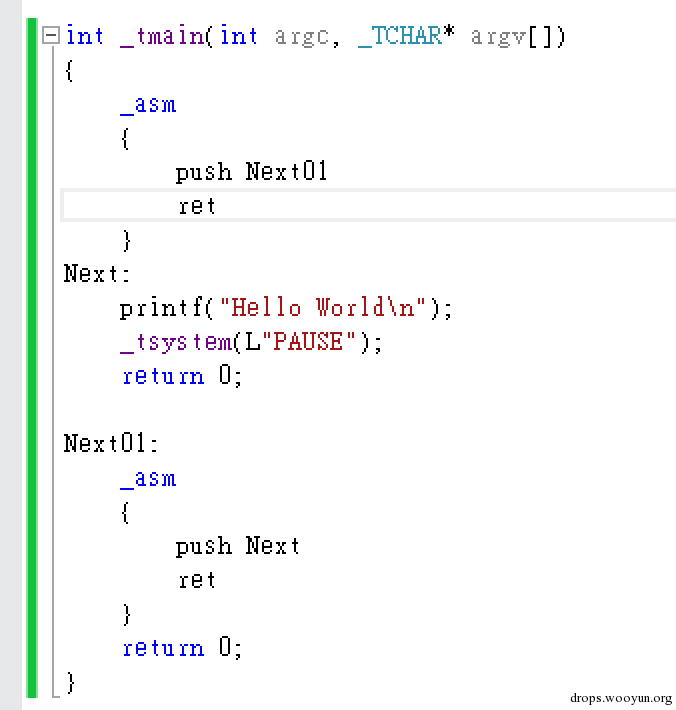 int _tmain(int argc, _TCHAR* argv[])
{
    _asm
    {
        push Next01
        ret
    }
Next:
    printf("Hello World\n");
    _tsystem(L"PAUSE");
    return 0;

Next01:
    _asm
    {
        push Next
        ret
    }
    return 0;
}
drops.wooyun.org